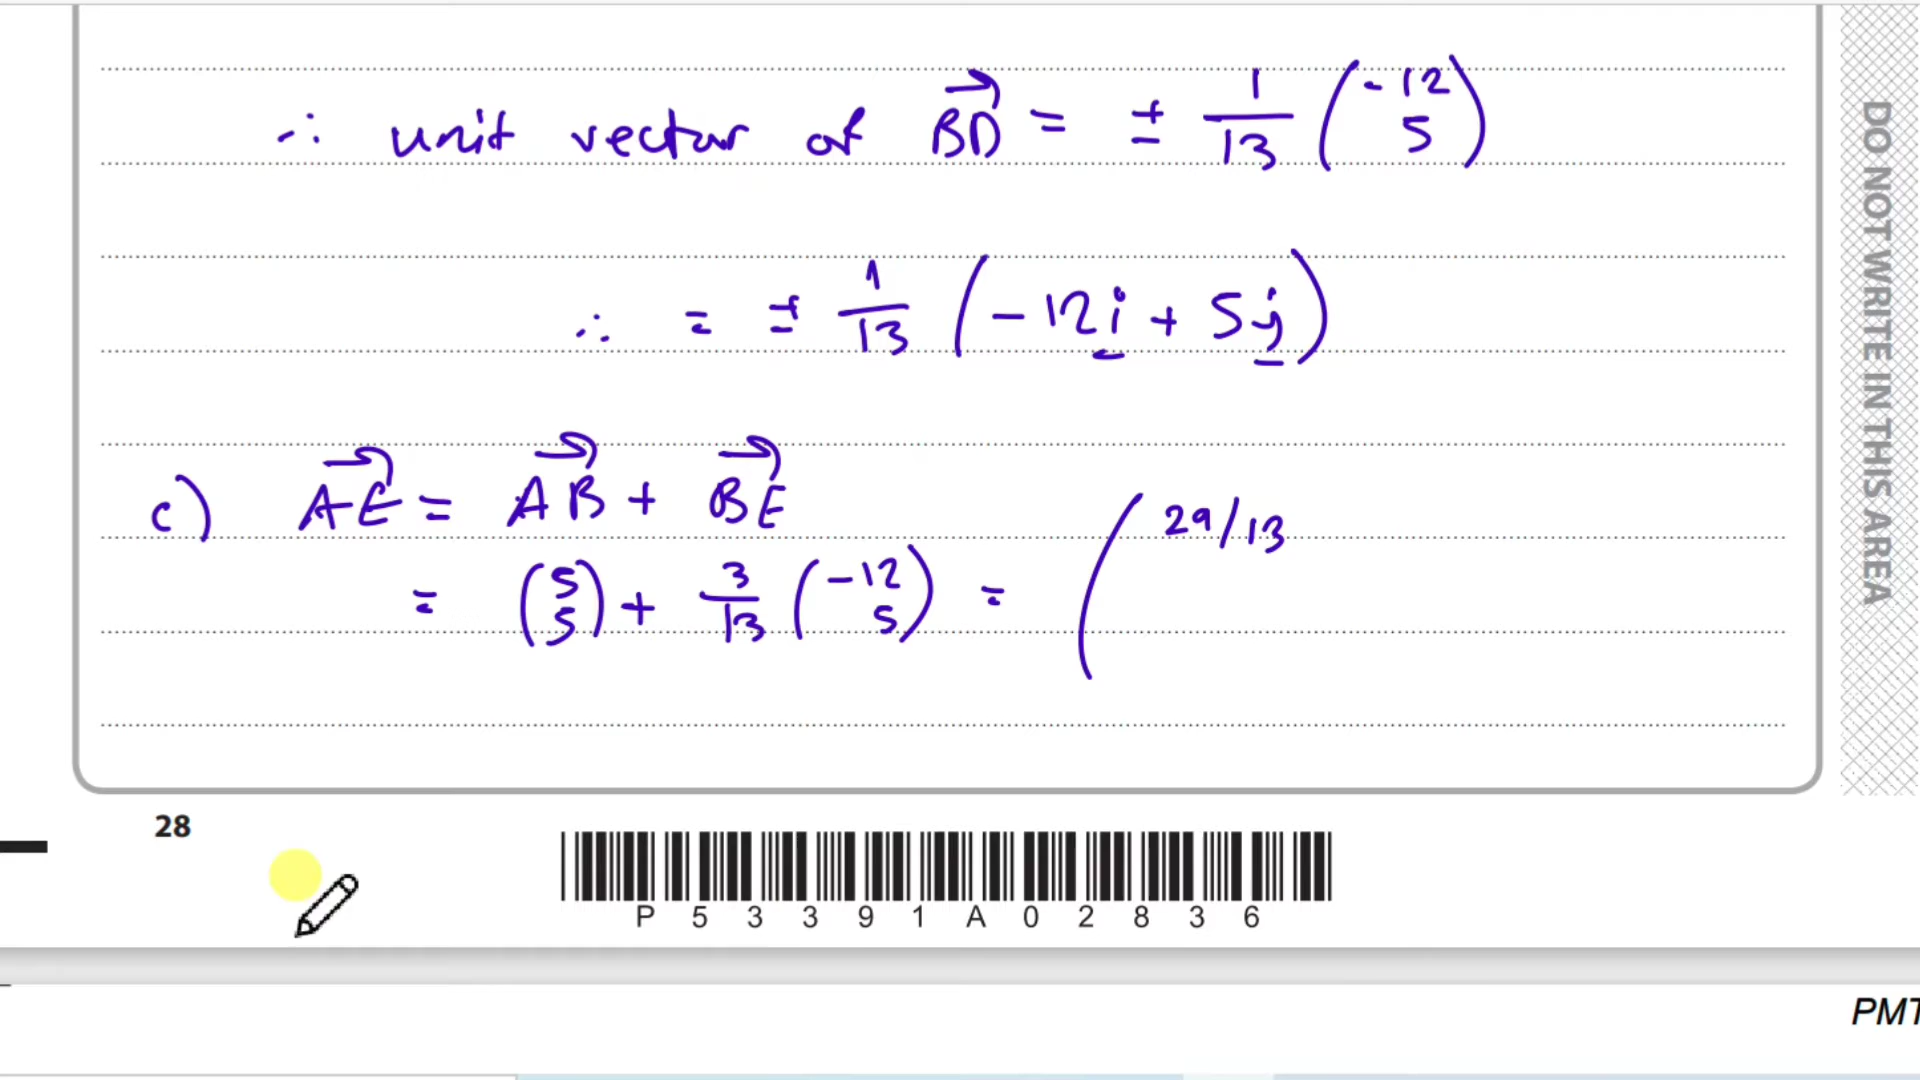 ∴ unit vector of BD→ = ± 1/13 (-12 5)
∴ = ± 1/13 (-12i + 5j)
c) AE→ = AB→ + BE→
= (5 5) + 3/13 (-12 5) = ( 29/13
DO NOT WRITE IN THIS AREA
28
P 5 3 3 9 1 A 0 2 8 3 6
PMT